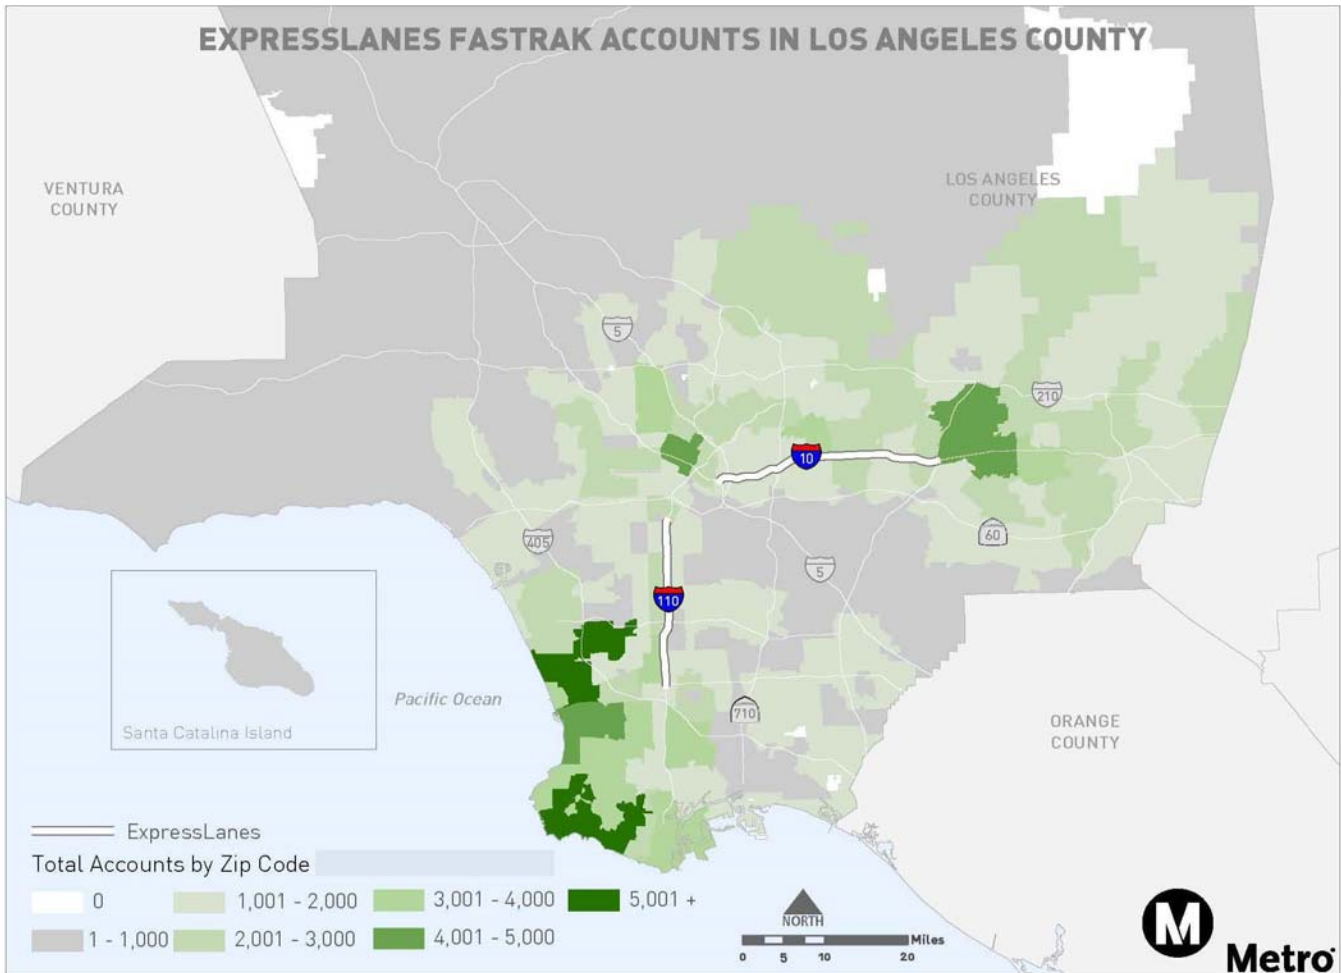 EXPRESSLANES FASTRAK ACCOUNTS IN LOS ANGELES COUNTY
VENTURA
COUNTY
LOS ANGELES
COUNTY
5
210
10
60
405
5
110
Pacific Ocean
710
ORANGE
COUNTY
Santa Catalina Island
ExpressLanes
Total Accounts by Zip Code
0
1,001 - 2,000
3,001 - 4,000
5,001 +
1 - 1,000
2,001 - 3,000
4,001 - 5,000
NORTH
Miles
0 5 10 20
M
Metro